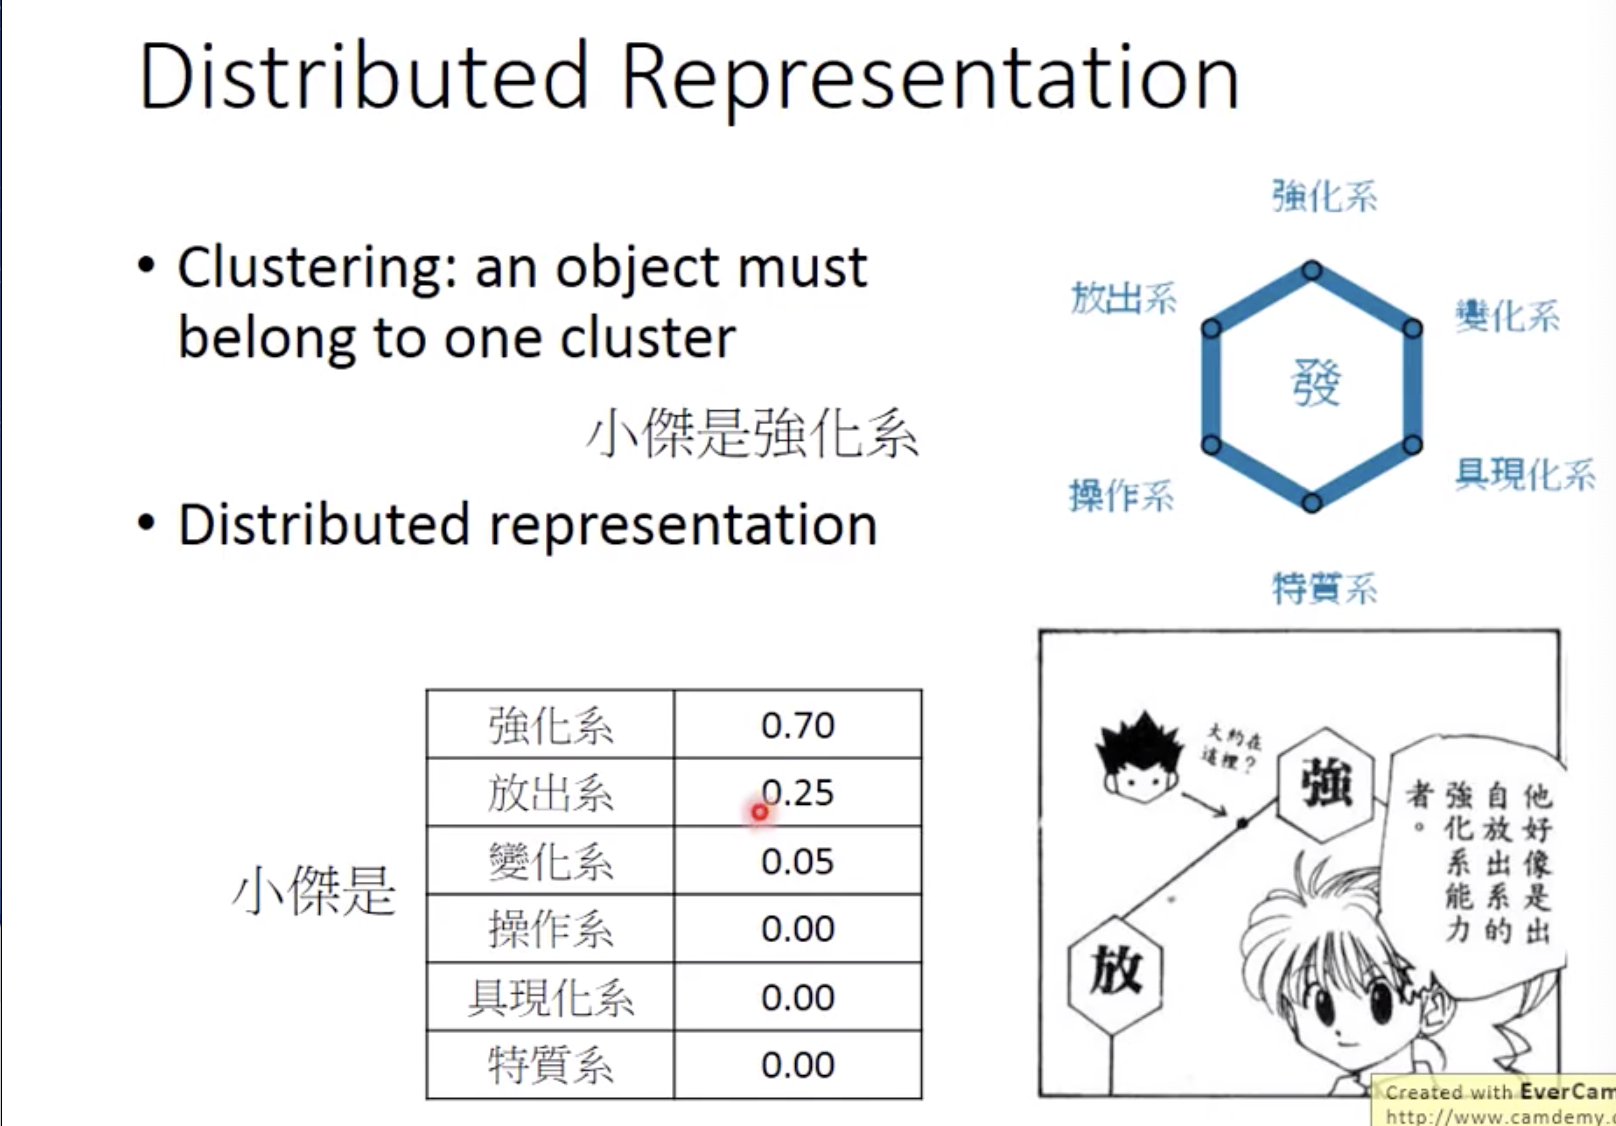 Distributed Representation
• Clustering: an object must
belong to one cluster
小傑是強化系
• Distributed representation
小傑是
強化系 0.70
放出系 0.25
變化系 0.05
操作系 0.00
具現化系 0.00
特質系 0.00
強化系
放出系
變化系
發
操作系
具現化系
特質系
大約在
這裡?
強
放
他好像是出
自放出系的
強化系能力
者。
Created with EverCam
http://www.camdemy.